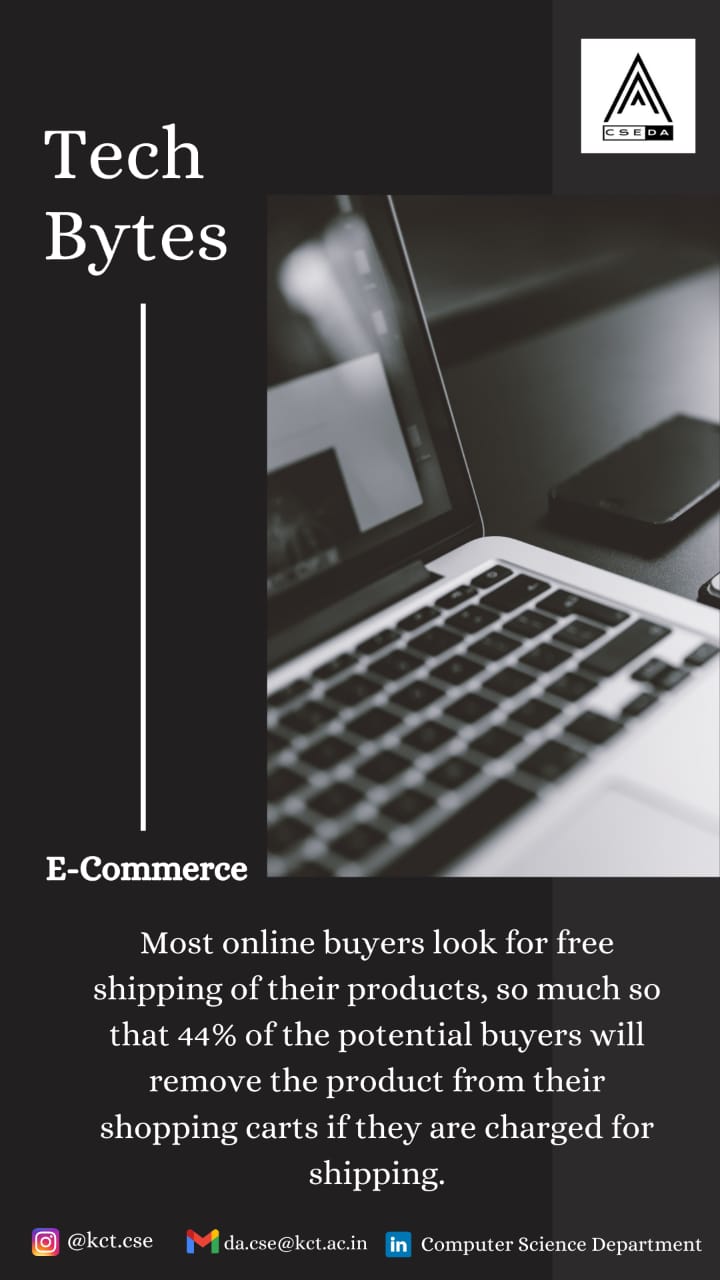 CSEDA
Tech
Bytes
E-Commerce
Most online buyers look for free
shipping of their products, so much so
that 44% of the potential buyers will
remove the product from their
shopping carts if they are charged for
shipping.
@kct.cse da.cse@kct.ac.in in Computer Science Department